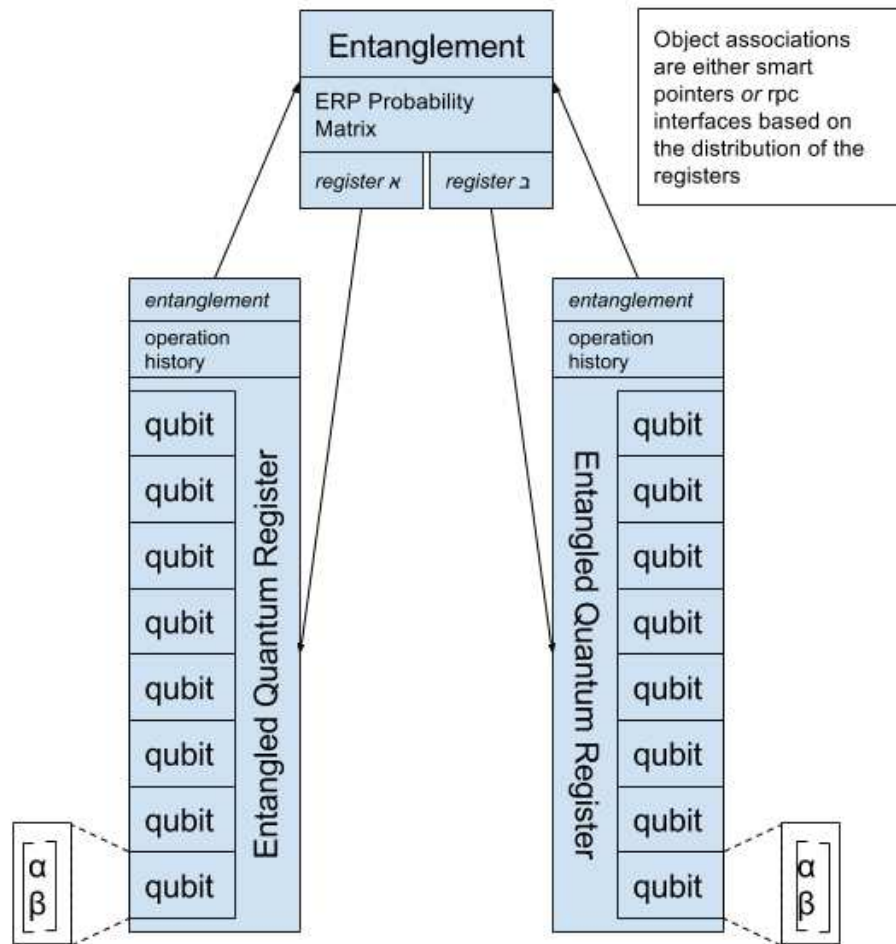 Entanglement
ERP Probability
Matrix
register א
register ב
Object associations
are either smart
pointers or rpc
interfaces based on
the distribution of the
registers
entanglement
operation
history
qubit
qubit
qubit
qubit
qubit
qubit
qubit
qubit
Entangled Quantum Register
α
β
entanglement
operation
history
Entangled Quantum Register
qubit
qubit
qubit
qubit
qubit
qubit
qubit
qubit
α
β